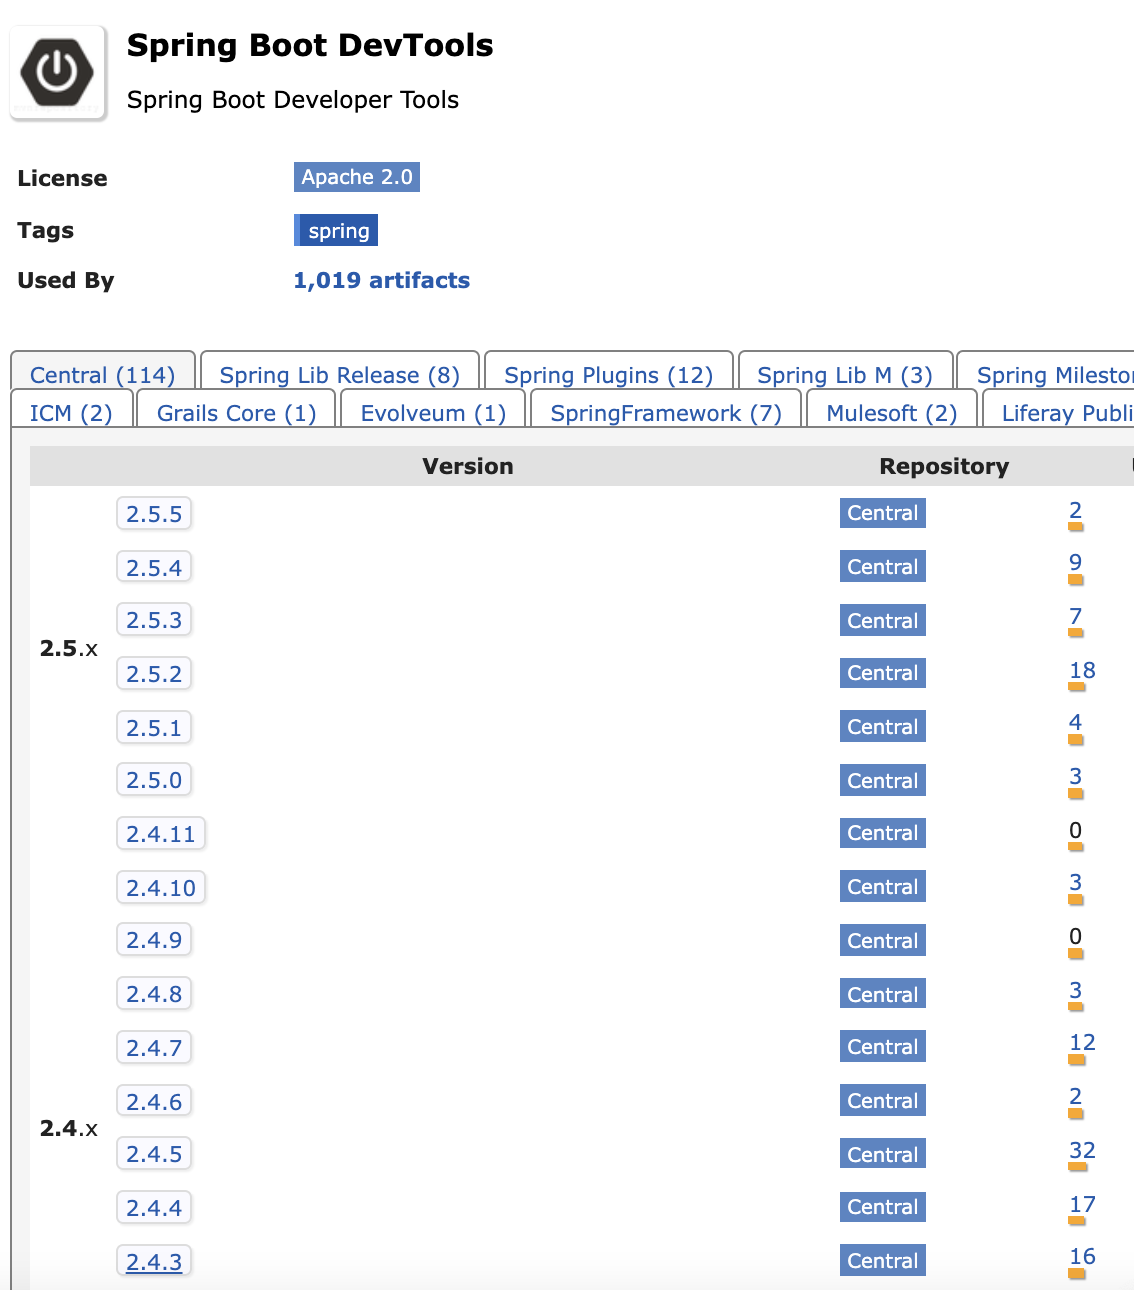 Spring Boot DevTools
Spring Boot Developer Tools
License Apache 2.0
Tags spring
Used By 1,019 artifacts
Central (114) Spring Lib Release (8) Spring Plugins (12) Spring Lib M (3) Spring
ICM (2) Grails Core (1) Evolveum (1) SpringFramework (7) Mulesoft (2) Liferay
Version Repository
2.5.5 Central 2
2.5.4 Central 9
2.5.3 Central 7
2.5.x
2.5.2 Central 18
2.5.1 Central 4
2.5.0 Central 3
2.4.11 Central 0
2.4.10 Central 3
2.4.9 Central 0
2.4.8 Central 3
2.4.7 Central 12
2.4.6 Central 2
2.4.x
2.4.5 Central 32
2.4.4 Central 17
2.4.3 Central 16